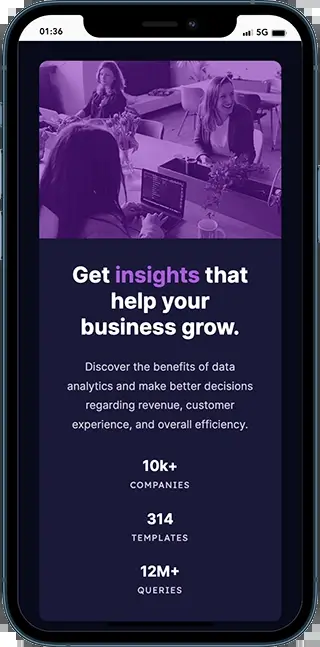 01:36
5G
Get insights that
help your
business grow.
Discover the benefits of data
analytics and make better decisions
regarding revenue, customer
experience, and overall efficiency.
10k+
COMPANIES
314
TEMPLATES
12M+
QUERIES